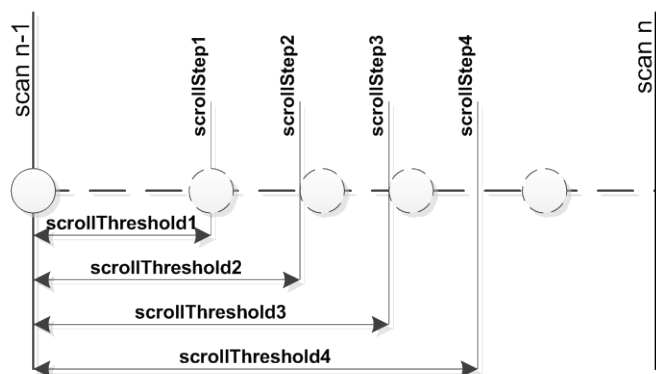 scan n-1
scrollStep1
scrollStep2
scrollStep3
scrollStep4
scan n
scrollThreshold1
scrollThreshold2
scrollThreshold3
scrollThreshold4